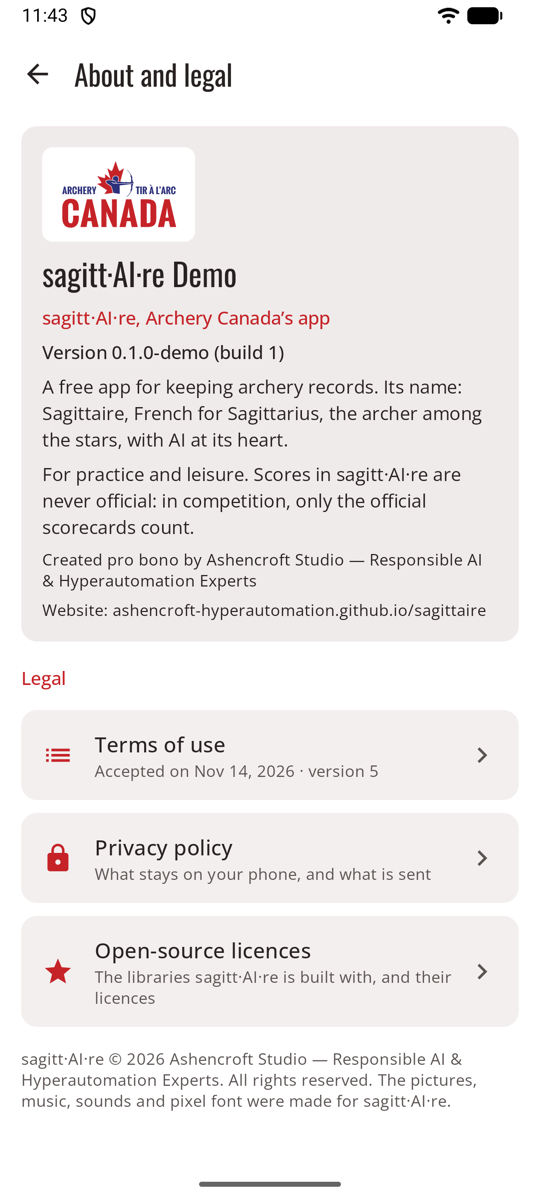 11:43
About and legal
ARCHERY TIR À L'ARC
CANADA
sagitt·AI·re Demo
sagitt·AI·re, Archery Canada’s app
Version 0.1.0-demo (build 1)
A free app for keeping archery records. Its name:
Sagittaire, French for Sagittarius, the archer among
the stars, with AI at its heart.
For practice and leisure. Scores in sagitt·AI·re are
never official: in competition, only the official
scorecards count.
Created pro bono by Ashencroft Studio — Responsible AI
& Hyperautomation Experts
Website: ashencroft-hyperautomation.github.io/sagittaire
Legal
Terms of use
Accepted on Nov 14, 2026 · version 5
Privacy policy
What stays on your phone, and what is sent
Open-source licences
The libraries sagitt·AI·re is built with, and their
licences
sagitt·AI·re © 2026 Ashencroft Studio — Responsible AI &
Hyperautomation Experts. All rights reserved. The pictures,
music, sounds and pixel font were made for sagitt·AI·re.